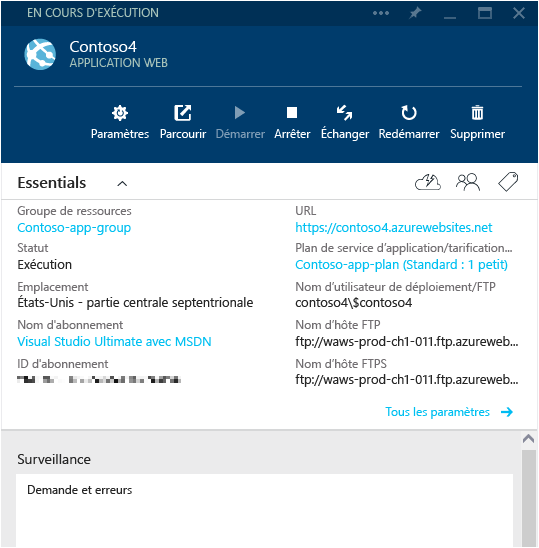 EN COURS D'EXÉCUTION
Contoso4
APPLICATION WEB
Paramètres Parcourir Démarrer Arrêter Échanger Redémarrer Supprimer
Essentials
Groupe de ressources
Contoso-app-group
URL
https://contoso4.azurewebsites.net
Statut
Exécution
Plan de service d’application/tarification...
Contoso-app-plan (Standard : 1 petit)
Emplacement
États-Unis - partie centrale septentrionale
Nom d’utilisateur de déploiement/FTP
contoso4\$contoso4
Nom d'abonnement
Visual Studio Ultimate avec MSDN
Nom d’hôte FTP
ftp://waws-prod-ch1-011.ftp.azureweb...
ID d'abonnement
Nom d’hôte FTPS
ftp://waws-prod-ch1-011.ftp.azureweb...
Tous les paramètres
Surveillance
Demande et erreurs